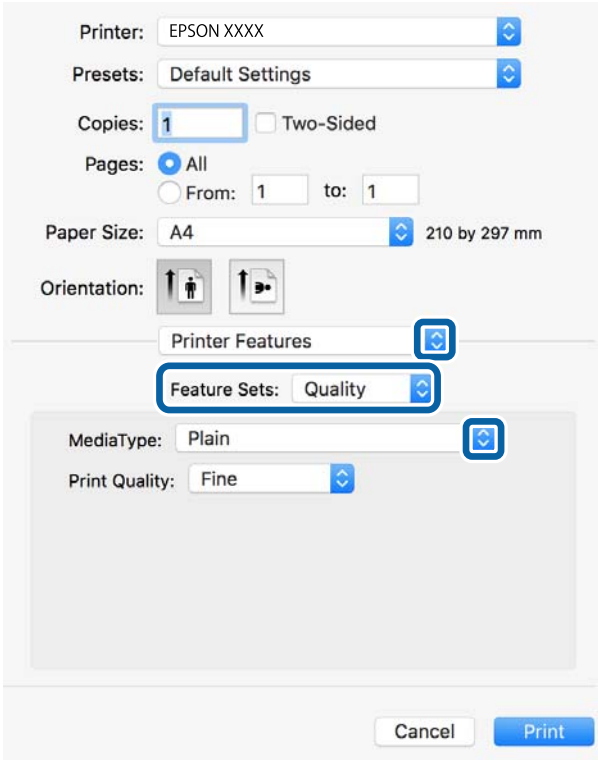 Printer: EPSON XXXX
Presets: Default Settings
Copies: 1 Two-Sided
Pages: All
From: 1 to: 1
Paper Size: A4 210 by 297 mm
Orientation:
Printer Features
Feature Sets: Quality
MediaType: Plain
Print Quality: Fine
Cancel Print